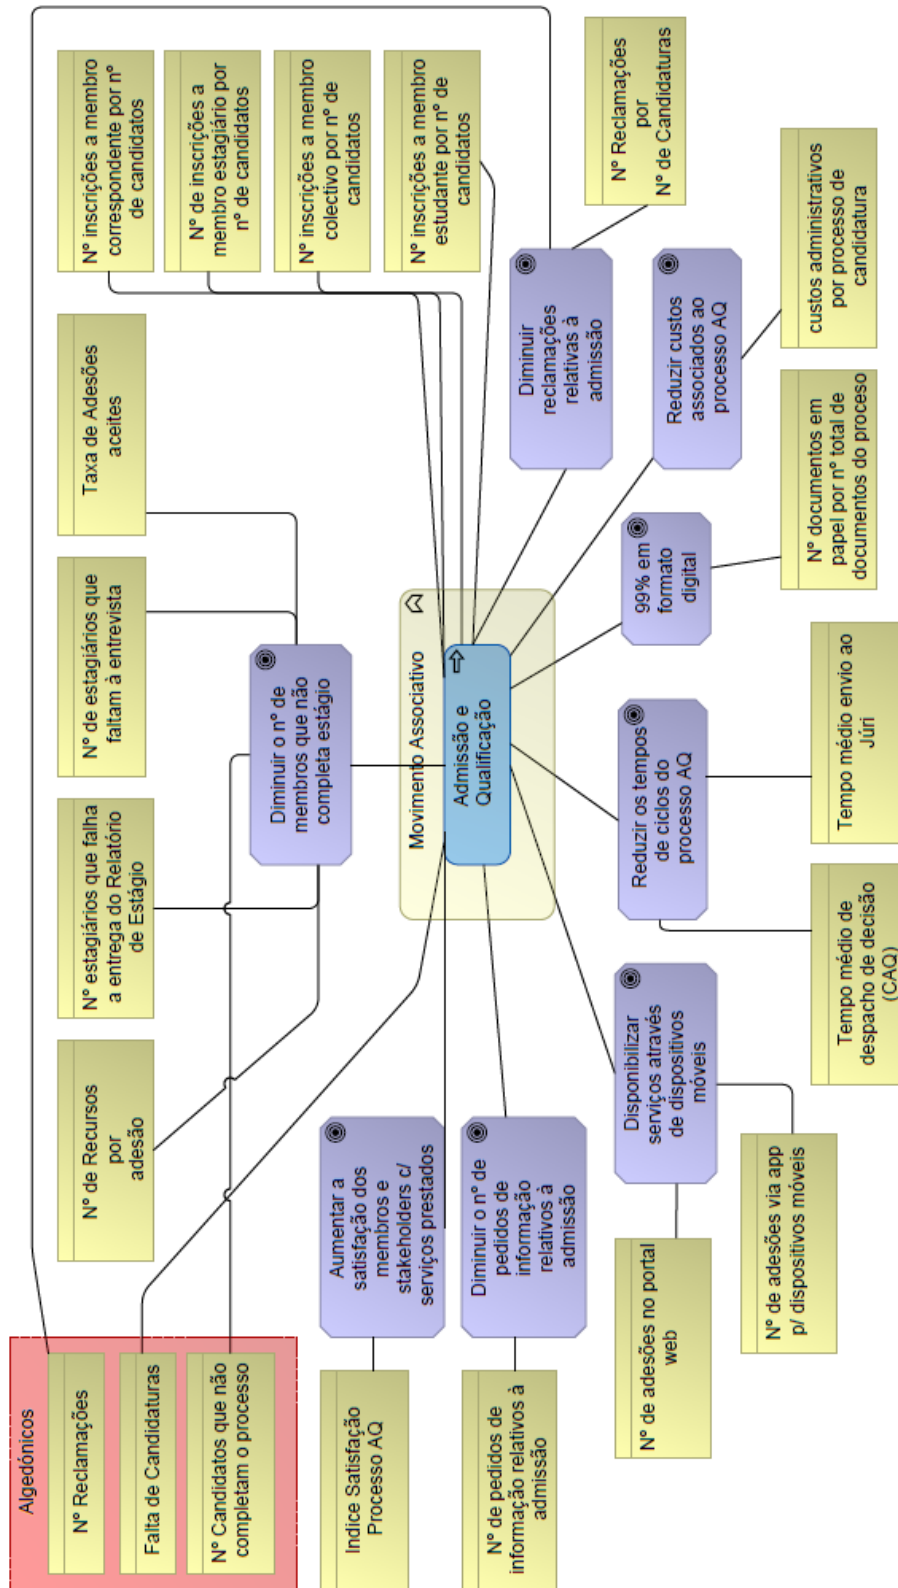 Algedónicos
Nº Reclamações
Falta de Candidaturas
Nº Candidatos que não
completam o processo
Nº de Recursos
por
adesão
Nº estagiários que falha
a entrega do Relatório
de Estágio
Nº de estagiários que
faltam à entrevista
Taxa de Adesões
aceites
Nº inscrições a membro
correspondente por nº
de candidatos
Nº de inscrições a
membro estagiário por
nº de candidatos
Nº inscrições a membro
colectivo por nº de
candidatos
Nº inscrições a membro
estudante por nº de
candidatos
Diminuir o nº de
membros que não
completa estágio
Indice Satisfação
Processo AQ
Aumentar a
satisfação dos
membros e
stakeholders c/
serviços prestados
Movimento Associativo
Admissão e
Qualificação
Nº de pedidos de
informação relativos à
admissão
Diminuir o nº de
pedidos de
informação
relativos à
admissão
Diminuir
reclamações
relativas à
admissão
Nº Reclamações
por
Nº de Candidaturas
Disponibilizar
serviços através
de dispositivos
móveis
Reduzir os tempos
de ciclos do
processo AQ
99% em
formato
digital
Reduzir custos
associados ao
processo AQ
Nº de adesões no portal
web
Nº de adesões via app
p/ dispositivos móveis
Tempo médio de
despacho de decisão
(CAQ)
Tempo médio envio ao
Júri
Nº documentos em
papel por nº total de
documentos do proceso
custos administrativos
por processo de
candidatura